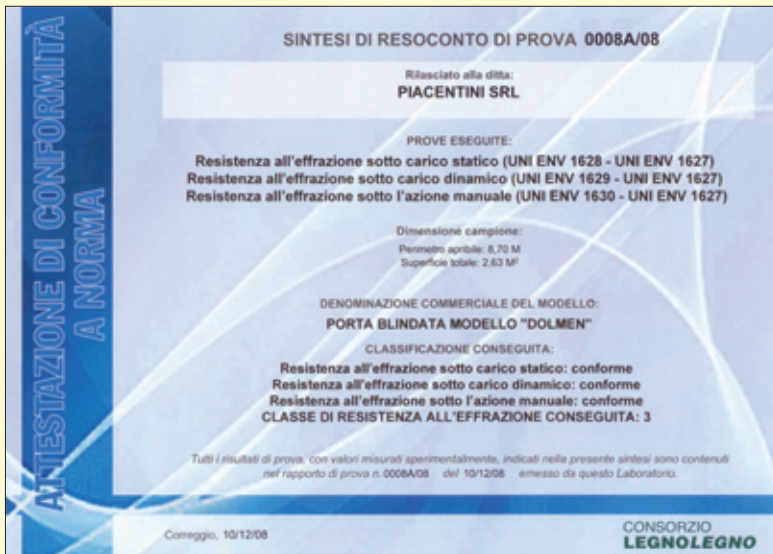 ATTESTAZIONE DI CONFORMITÀ
A NORMA
SINTESI DI RESOCONTO DI PROVA 0008A/08
Rilasciato alla ditta:
PIACENTINI SRL
PROVE ESEGUITE:
Resistenza all'effrazione sotto carico statico (UNI ENV 1628 - UNI ENV 1627)
Resistenza all'effrazione sotto carico dinamico (UNI ENV 1629 - UNI ENV 1627)
Resistenza all'effrazione sotto l'azione manuale (UNI ENV 1630 - UNI ENV 1627)
Dimensione campione:
Perimetro apribile: 8,70 M
Superficie totale: 2,63 M²
DENOMINAZIONE COMMERCIALE DEL MODELLO:
PORTA BLINDATA MODELLO "DOLMEN"
CLASSIFICAZIONE CONSEGUITA:
Resistenza all'effrazione sotto carico statico: conforme
Resistenza all'effrazione sotto carico dinamico: conforme
Resistenza all'effrazione sotto l'azione manuale: conforme
CLASSE DI RESISTENZA ALL'EFFRAZIONE CONSEGUITA: 3
Tutti i risultati di prova, con valori misurati sperimentalmente, indicati nella presente sintesi sono contenuti
nel rapporto di prova n. 0008A/08 del 10/12/08 emesso da questo Laboratorio.
Correggio, 10/12/08
CONSORZIO
LEGNOLEGNO